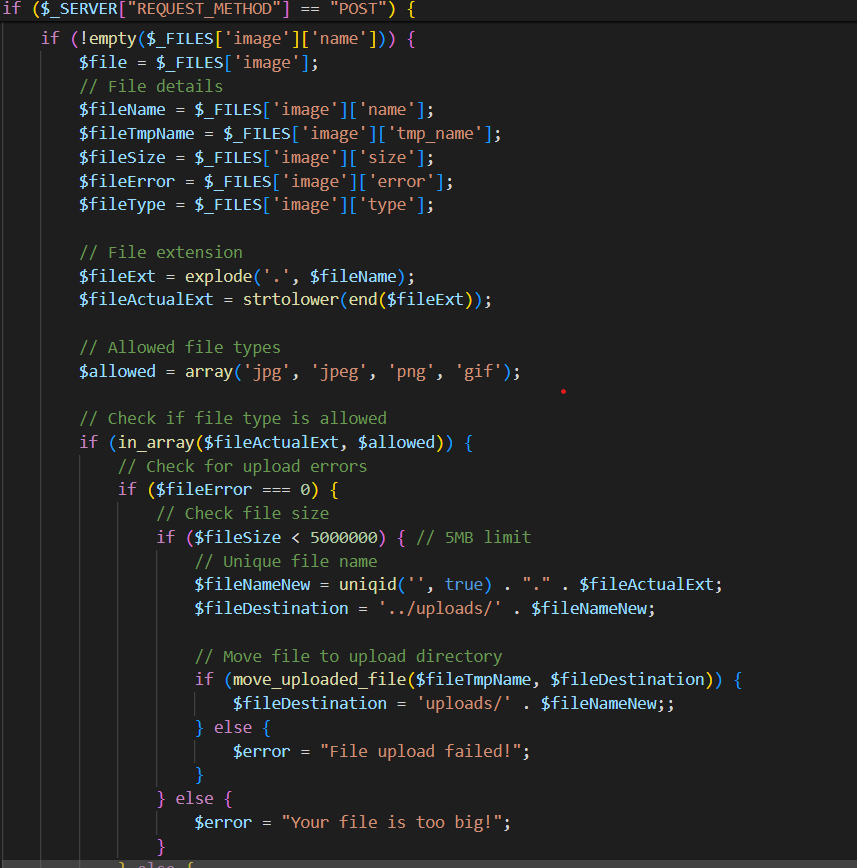 if ($_SERVER["REQUEST_METHOD"] == "POST") {
if (!empty($_FILES['image']['name'])) {
$file = $_FILES['image'];
// File details
$fileName = $_FILES['image']['name'];
$fileTmpName = $_FILES['image']['tmp_name'];
$fileSize = $_FILES['image']['size'];
$fileError = $_FILES['image']['error'];
$fileType = $_FILES['image']['type'];
// File extension
$fileExt = explode('.', $fileName);
$fileActualExt = strtolower(end($fileExt));
// Allowed file types
$allowed = array('jpg', 'jpeg', 'png', 'gif');
// Check if file type is allowed
if (in_array($fileActualExt, $allowed)) {
// Check for upload errors
if ($fileError === 0) {
// Check file size
if ($fileSize < 5000000) { // 5MB limit
// Unique file name
$fileNameNew = uniqid('', true) . "." . $fileActualExt;
$fileDestination = '../uploads/' . $fileNameNew;
// Move file to upload directory
if (move_uploaded_file($fileTmpName, $fileDestination)) {
$fileDestination = 'uploads/' . $fileNameNew;;
} else {
$error = "File upload failed!";
}
} else {
$error = "Your file is too big!";
}
} else {